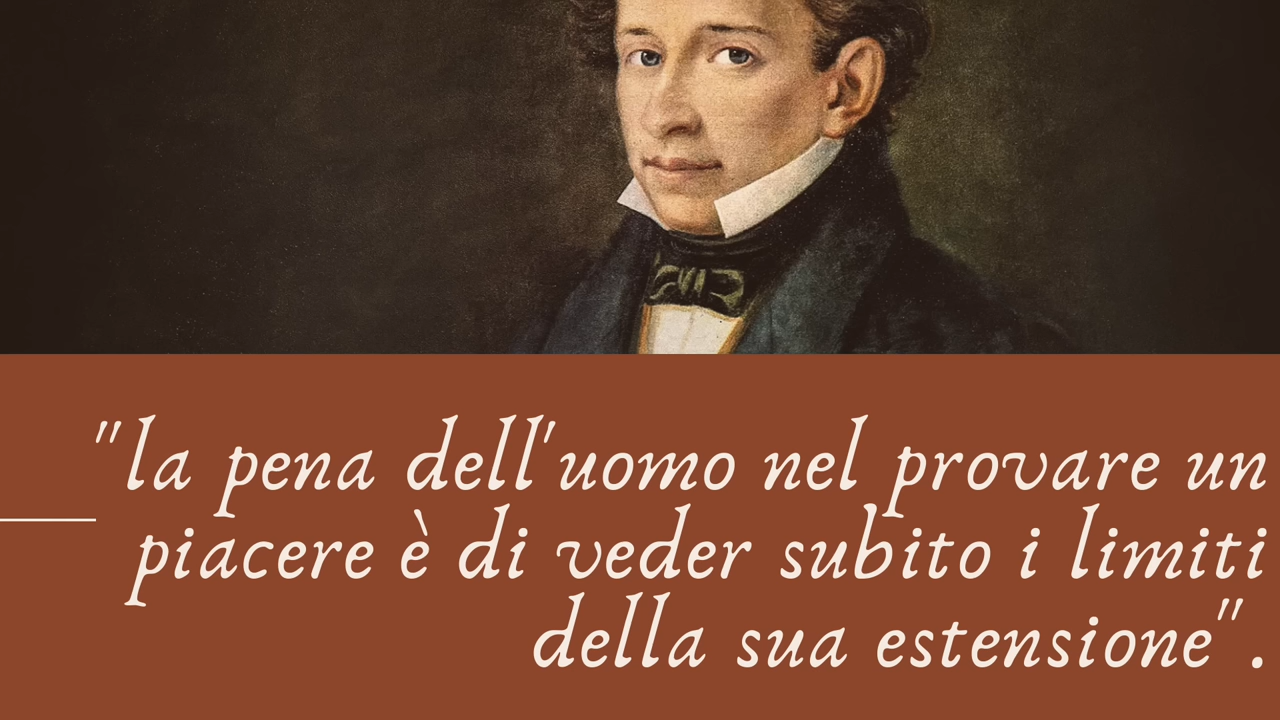 "la pena dell'uomo nel provare un
piacere è di veder subito i limiti
della sua estensione".